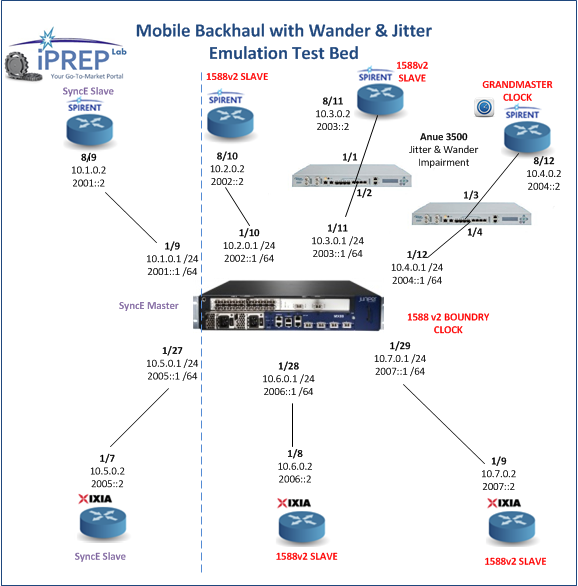 Mobile Backhaul with Wander & Jitter
Emulation Test Bed
iPREP Lab
Your Go-To-Market Portal
SyncE Slave
SPIRENT
8/9
10.1.0.2
2001::2
1588v2 SLAVE
SPIRENT
8/10
10.2.0.2
2002::2
1588v2
SLAVE
SPIRENT
8/11
10.3.0.2
2003::2
GRANDMASTER
CLOCK
SPIRENT
8/12
10.4.0.2
2004::2
Anue 3500
Jitter & Wander
Impairment
1/1
1/2
1/3
1/4
1/9
10.1.0.1 /24
2001::1 /64
1/10
10.2.0.1 /24
2002::1 /64
1/11
10.3.0.1 /24
2003::1 /64
1/12
10.4.0.1 /24
2004::1 /64
SyncE Master
juniper
1588 v2 BOUNDRY
CLOCK
1/27
10.5.0.1 /24
2005::1 /64
1/28
10.6.0.1 /24
2006::1 /64
1/29
10.7.0.1 /24
2007::1 /64
1/7
10.5.0.2
2005::2
IXIA
SyncE Slave
1/8
10.6.0.2
2006::2
IXIA
1588v2 SLAVE
1/9
10.7.0.2
2007::2
IXIA
1588v2 SLAVE